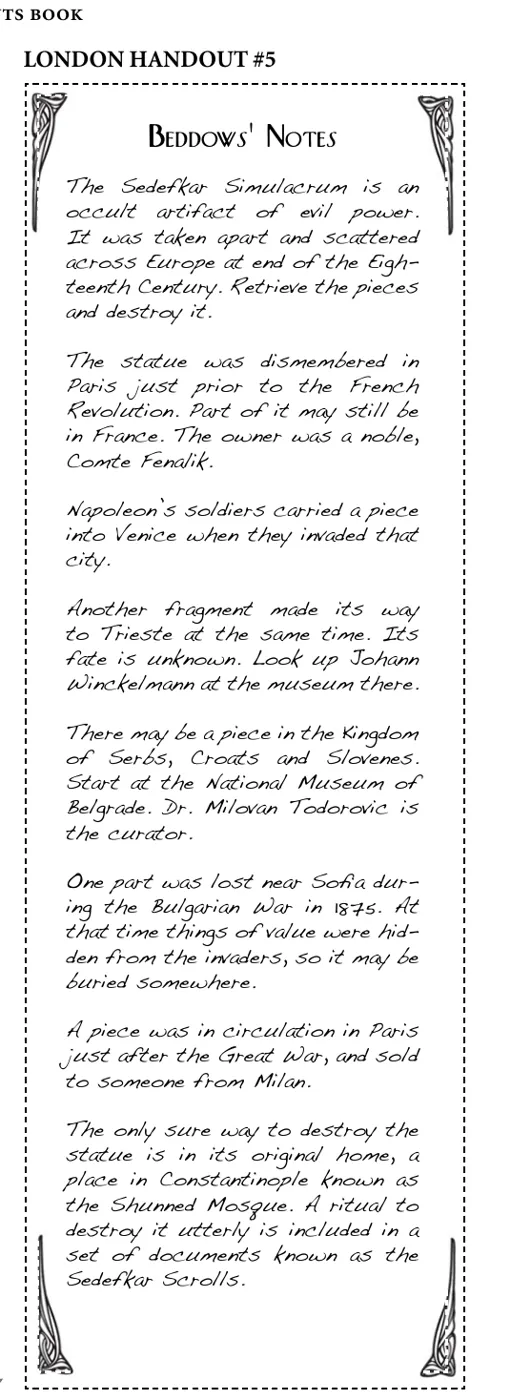 TS BOOK
LONDON HANDOUT #5
Beddows' Notes
The Sedefkar Simulacrum is an
occult artifact of evil power.
It was taken apart and scattered
across Europe at end of the Eigh-
teenth Century. Retrieve the pieces
and destroy it.
The statue was dismembered in
Paris just prior to the French
Revolution. Part of it may still be
in France. The owner was a noble,
Comte Fenalik.
Napoleon's soldiers carried a piece
into Venice when they invaded that
city.
Another fragment made its way
to Trieste at the same time. Its
fate is unknown. Look up Johann
Winckelmann at the museum there.
There may be a piece in the Kingdom
of Serbs, Croats and Slovenes.
Start at the National Museum of
Belgrade. Dr. Milovan Todorovic is
the curator.
One part was lost near Sofia dur-
ing the Bulgarian War in 1875. At
that time things of value were hid-
den from the invaders, so it may be
buried somewhere.
A piece was in circulation in Paris
just after the Great War, and sold
to someone from Milan.
The only sure way to destroy the
statue is in its original home, a
place in Constantinople known as
the Shunned Mosque. A ritual to
destroy it utterly is included in a
set of documents known as the
Sedefkar Scrolls.